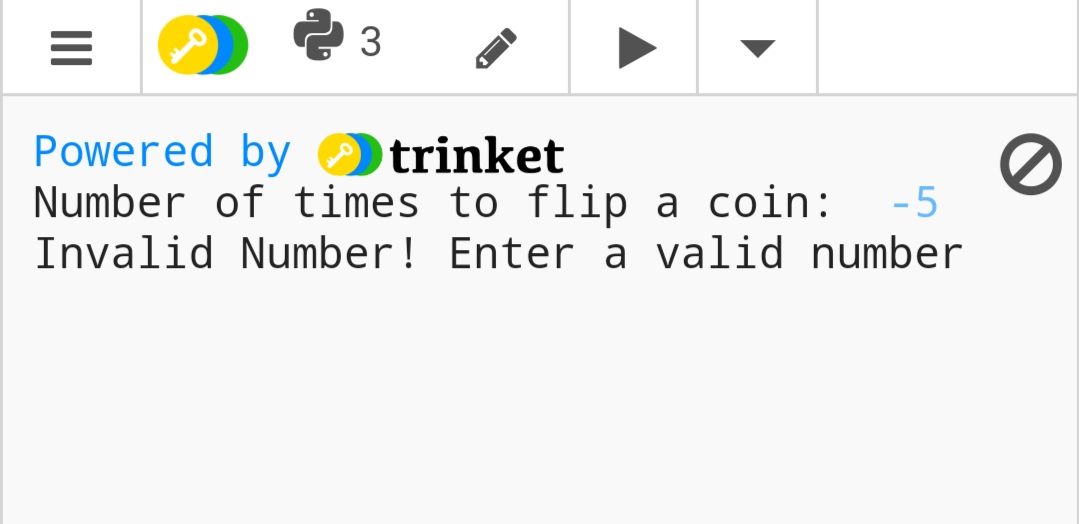 3
Powered by trinket
Number of times to flip a coin: -5
Invalid Number! Enter a valid number